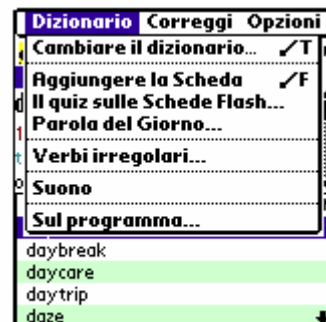 Dizionario Correggi Opzioni
Cambiare il dizionario... ✓T
Aggiungere la Scheda ✓F
Il quiz sulle Schede Flash...
Parola del Giorno...
Verbi irregolari...
Suono
Sul programma...
daybreak
daycare
daytrip
daze